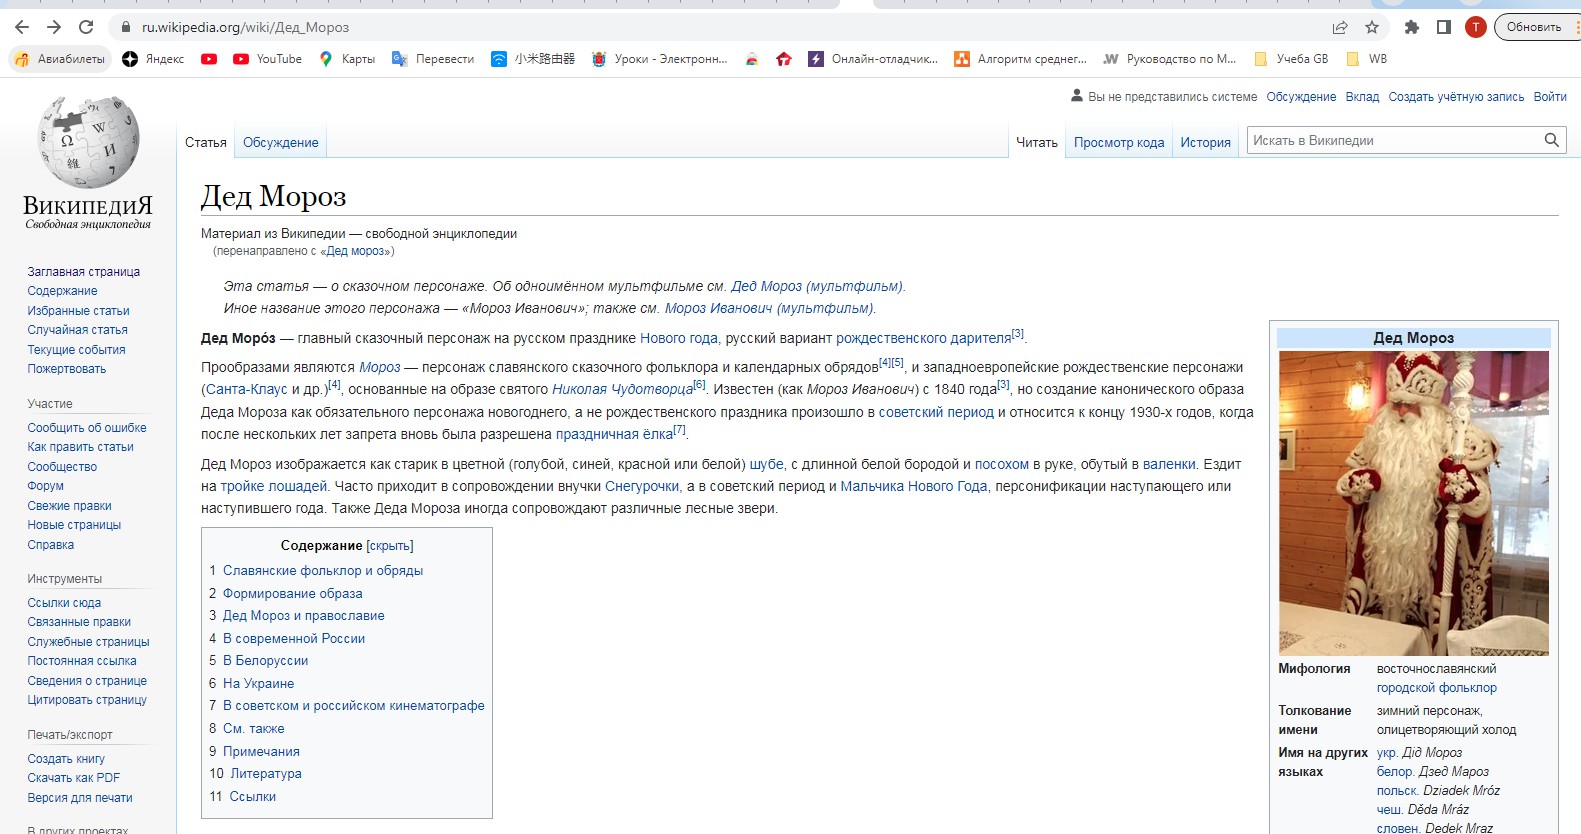 ru.wikipedia.org/wiki/Дед_Мороз
Т
Обновить
Авиабилеты
Яндекс
YouTube
Карты
Перевести
小米路由器
Уроки - Электронн...
Онлайн-отладчик...
Алгоритм среднег...
Руководство по М...
Учеба GB
WB
Вы не представились системе Обсуждение Вклад Создать учётную запись Войти
Статья Обсуждение
Читать Просмотр кода История
Искать в Википедии
Ω W И 維
ВикипедиЯ
Свободная энциклопедия
Заглавная страница
Содержание
Избранные статьи
Случайная статья
Текущие события
Пожертвовать
Участие
Сообщить об ошибке
Как править статьи
Сообщество
Форум
Свежие правки
Новые страницы
Справка
Инструменты
Ссылки сюда
Связанные правки
Служебные страницы
Постоянная ссылка
Сведения о странице
Цитировать страницу
Печать/экспорт
Создать книгу
Скачать как PDF
Версия для печати
В других проектах
Дед Мороз
Материал из Википедии — свободной энциклопедии
(перенаправлено с «Дед мороз»)
Эта статья — о сказочном персонаже. Об одноимённом мультфильме см. Дед Мороз (мультфильм).
Иное название этого персонажа — «Мороз Иванович»; также см. Мороз Иванович (мультфильм).
Дед Моро́з — главный сказочный персонаж на русском празднике Нового года, русский вариант рождественского дарителя[3].
Прообразами являются Мороз — персонаж славянского сказочного фольклора и календарных обрядов[4][5], и западноевропейские рождественские персонажи
(Санта-Клаус и др.)[4], основанные на образе святого Николая Чудотворца[6]. Известен (как Мороз Иванович) с 1840 года[3], но создание канонического образа
Деда Мороза как обязательного персонажа новогоднего, а не рождественского праздника произошло в советский период и относится к концу 1930-х годов, когда
после нескольких лет запрета вновь была разрешена праздничная ёлка[7].
Дед Мороз изображается как старик в цветной (голубой, синей, красной или белой) шубе, с длинной белой бородой и посохом в руке, обутый в валенки. Ездит
на тройке лошадей. Часто приходит в сопровождении внучки Снегурочки, а в советский период и Мальчика Нового Года, персонификации наступающего или
наступившего года. Также Деда Мороза иногда сопровождают различные лесные звери.
Содержание [скрыть]
1 Славянские фольклор и обряды
2 Формирование образа
3 Дед Мороз и православие
4 В современной России
5 В Белоруссии
6 На Украине
7 В советском и российском кинематографе
8 См. также
9 Примечания
10 Литература
11 Ссылки
Дед Мороз
Мифология восточнославянский
городской фольклор
Толкование зимний персонаж,
имени олицетворяющий холод
Имя на других укр. Дід Мороз
языках белор. Дзед Мароз
польск. Dziadek Mróz
чеш. Děda Mráz
словен. Dedek Mraz